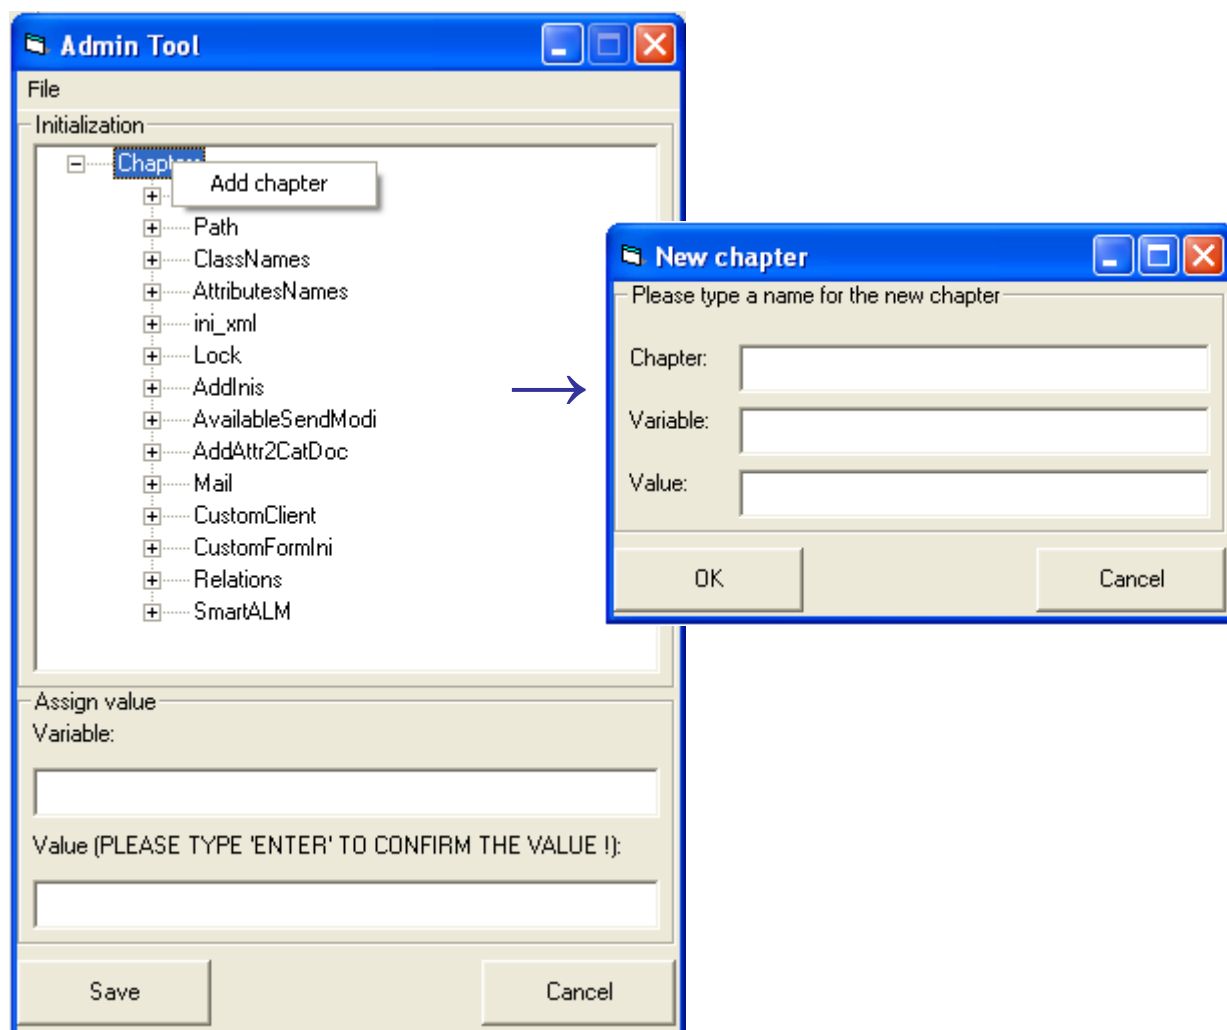 Admin Tool
File
Initialization
Add chapter
Path
ClassNames
AttributesNames
ini_xml
Lock
AddInis
AvailableSendModi
AddAttr2CatDoc
Mail
CustomClient
CustomFormIni
Relations
SmartALM
Assign value
Variable:
Value (PLEASE TYPE 'ENTER' TO CONFIRM THE VALUE !):
Save
Cancel
New chapter
Please type a name for the new chapter
Chapter:
Variable:
Value:
OK
Cancel